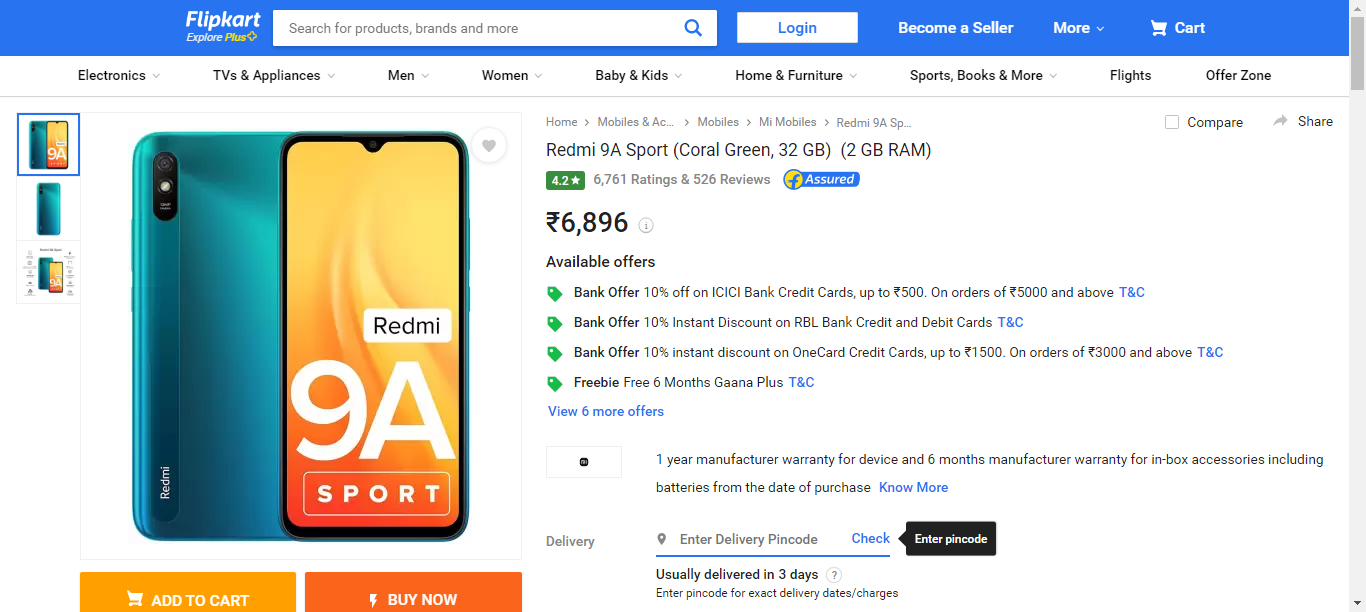 Flipkart
Explore Plus
Search for products, brands and more
Login
Become a Seller
More
Cart
Electronics
TVs & Appliances
Men
Women
Baby & Kids
Home & Furniture
Sports, Books & More
Flights
Offer Zone
Home > Mobiles & Ac... > Mobiles > Mi Mobiles > Redmi 9A Sp...
Compare
Share
Redmi 9A Sport (Coral Green, 32 GB) (2 GB RAM)
4.2★ 6,761 Ratings & 526 Reviews
Assured
₹6,896
Available offers
Bank Offer 10% off on ICICI Bank Credit Cards, up to ₹500. On orders of ₹5000 and above T&C
Bank Offer 10% Instant Discount on RBL Bank Credit and Debit Cards T&C
Bank Offer 10% instant discount on OneCard Credit Cards, up to ₹1500. On orders of ₹3000 and above T&C
Freebie Free 6 Months Gaana Plus T&C
View 6 more offers
1 year manufacturer warranty for device and 6 months manufacturer warranty for in-box accessories including
batteries from the date of purchase Know More
Delivery
Enter Delivery Pincode
Check
Enter pincode
Usually delivered in 3 days ?
Enter pincode for exact delivery dates/charges
Redmi
Redmi
9A
SPORT
9A
ADD TO CART
BUY NOW